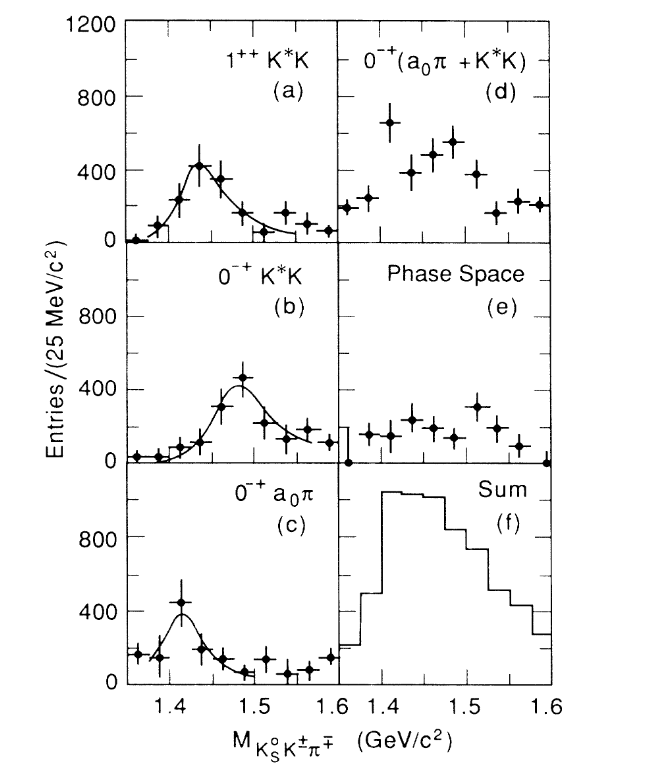 1200
800
400
0
1⁺⁺ K*K
(a)
0⁻⁺(a₀π + K*K)
(d)
Entries/(25 MeV/c²)
800
400
0
0⁻⁺ K*K
(b)
Phase Space
(e)
800
400
0
0⁻⁺ a₀π
(c)
Sum
(f)
1.4 1.5 1.6 1.4 1.5 1.6
M K⁰_S K^± π^∓ (GeV/c²)